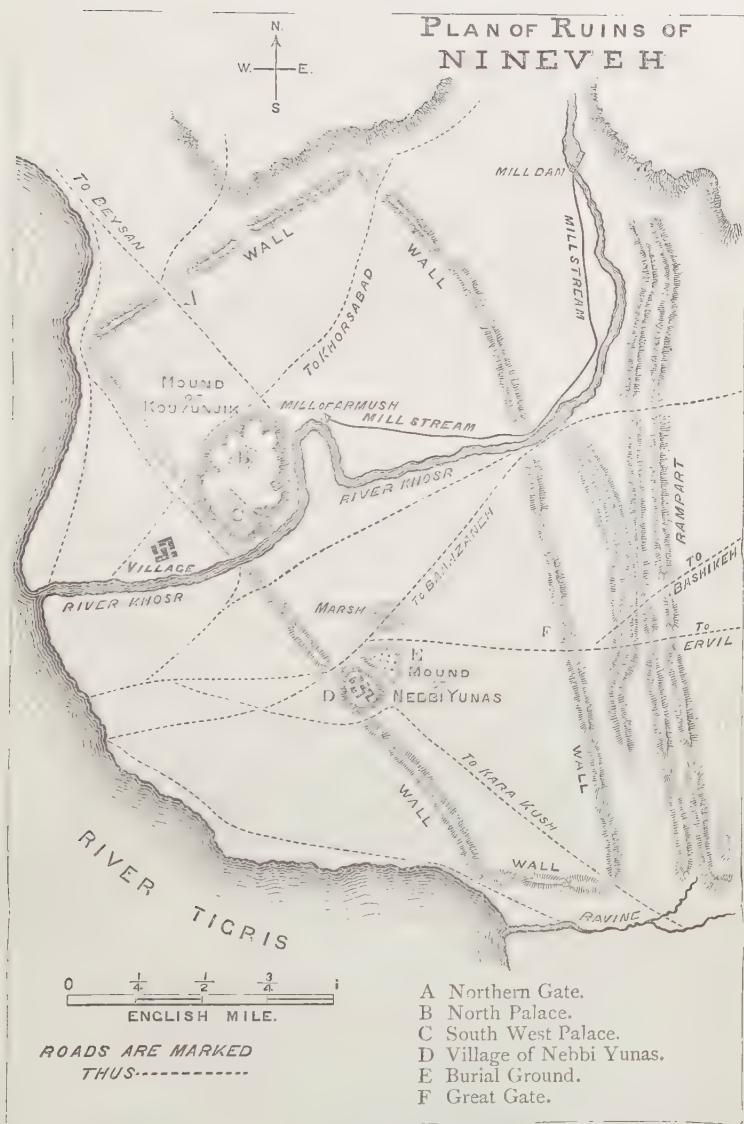 PLAN OF RUINS OF
NINEVEH
N.
W.
E.
S
MILL DAM
TO BEYSAN
WALL
WALL
MILL STREAM
TO KHORSABAD
MOUND
OF
KOUYUNJIK
MILL OF ARMUSH
MILL STREAM
B
C
RIVER KHOSR
RAMPART
VILLAGE
TO BASHIKEH
RIVER KHOSR
MARSH
F
TO
ERVIL
E
MOUND
D
NEBBI YUNAS
TO KARA KUSH
WALL
WALL
WALL
RAVINE
RIVER TIGRIS
0 1/4 1/2 3/4 1
ENGLISH MILE.
ROADS ARE MARKED
THUS
A Northern Gate.
B North Palace.
C South West Palace.
D Village of Nebbi Yunas.
E Burial Ground.
F Great Gate.